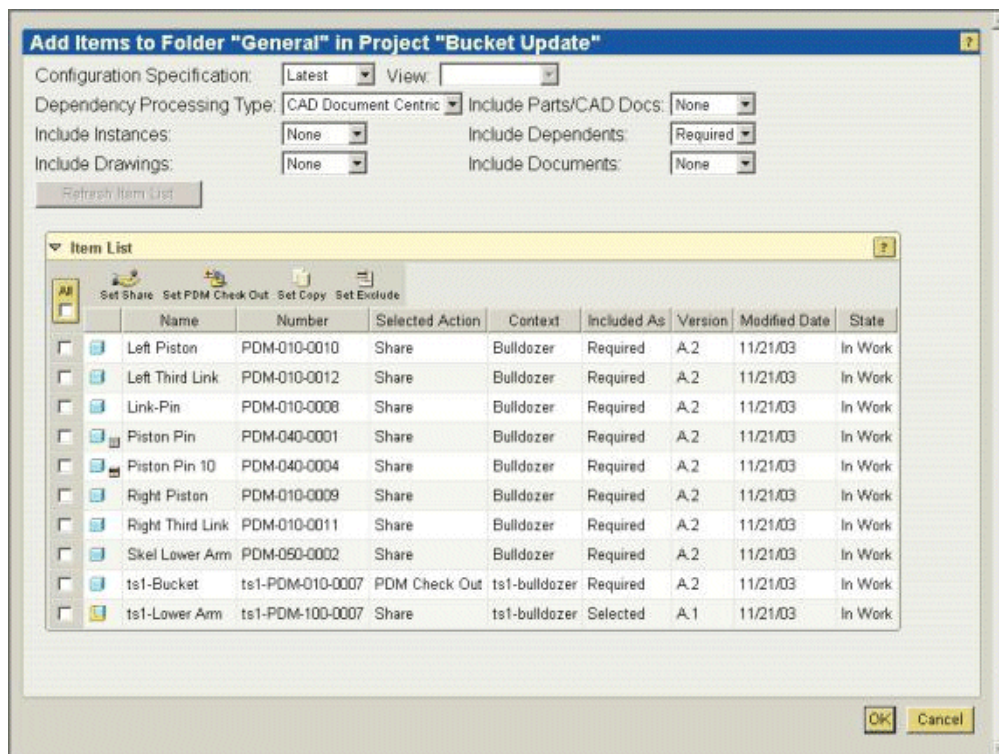 Add Items to Folder "General" in Project "Bucket Update" ?
Configuration Specification: Latest View:
Dependency Processing Type: CAD Document Centric Include Parts/CAD Docs: None
Include Instances: None Include Dependents: Required
Include Drawings: None Include Documents: None
Refresh Item List
Item List ?
All Set Share Set PDM Check Out Set Copy Set Exclude
Name Number Selected Action Context Included As Version Modified Date State
Left Piston PDM-010-0010 Share Bulldozer Required A.2 11/21/03 In Work
Left Third Link PDM-010-0012 Share Bulldozer Required A.2 11/21/03 In Work
Link-Pin PDM-010-0008 Share Bulldozer Required A.2 11/21/03 In Work
Piston Pin PDM-040-0001 Share Bulldozer Required A.2 11/21/03 In Work
Piston Pin 10 PDM-040-0004 Share Bulldozer Required A.2 11/21/03 In Work
Right Piston PDM-010-0009 Share Bulldozer Required A.2 11/21/03 In Work
Right Third Link PDM-010-0011 Share Bulldozer Required A.2 11/21/03 In Work
Skel Lower Arm PDM-050-0002 Share Bulldozer Required A.2 11/21/03 In Work
ts1-Bucket ts1-PDM-010-0007 PDM Check Out ts1-bulldozer Required A.2 11/21/03 In Work
ts1-Lower Arm ts1-PDM-100-0007 Share ts1-bulldozer Selected A.1 11/21/03 In Work
OK Cancel